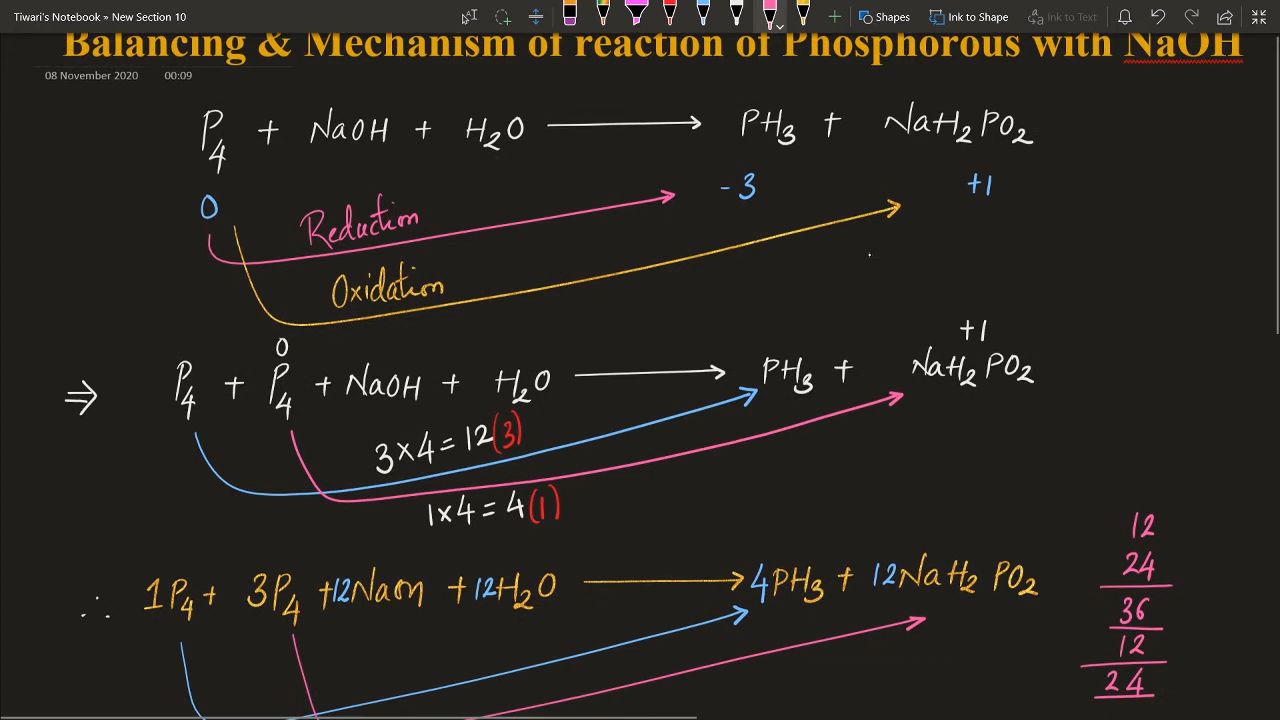 Tiwari's Notebook » New Section 10
Shapes Ink to Shape Ink to Text
Balancing & Mechanism of reaction of Phosphorous with NaOH
08 November 2020 00:09
P4 + NaOH + H2O ⟶ PH3 + NaH2PO2
0 -3 +1
Reduction
Oxidation
0 +1
⇒ P4 + P4 + NaOH + H2O ⟶ PH3 + NaH2PO2
3×4=12(3)
1×4=4(1)
∴ 1P4 + 3P4 + 12NaOH + 12H2O ⟶ 4PH3 + 12NaH2PO2
12
24
36
12
24